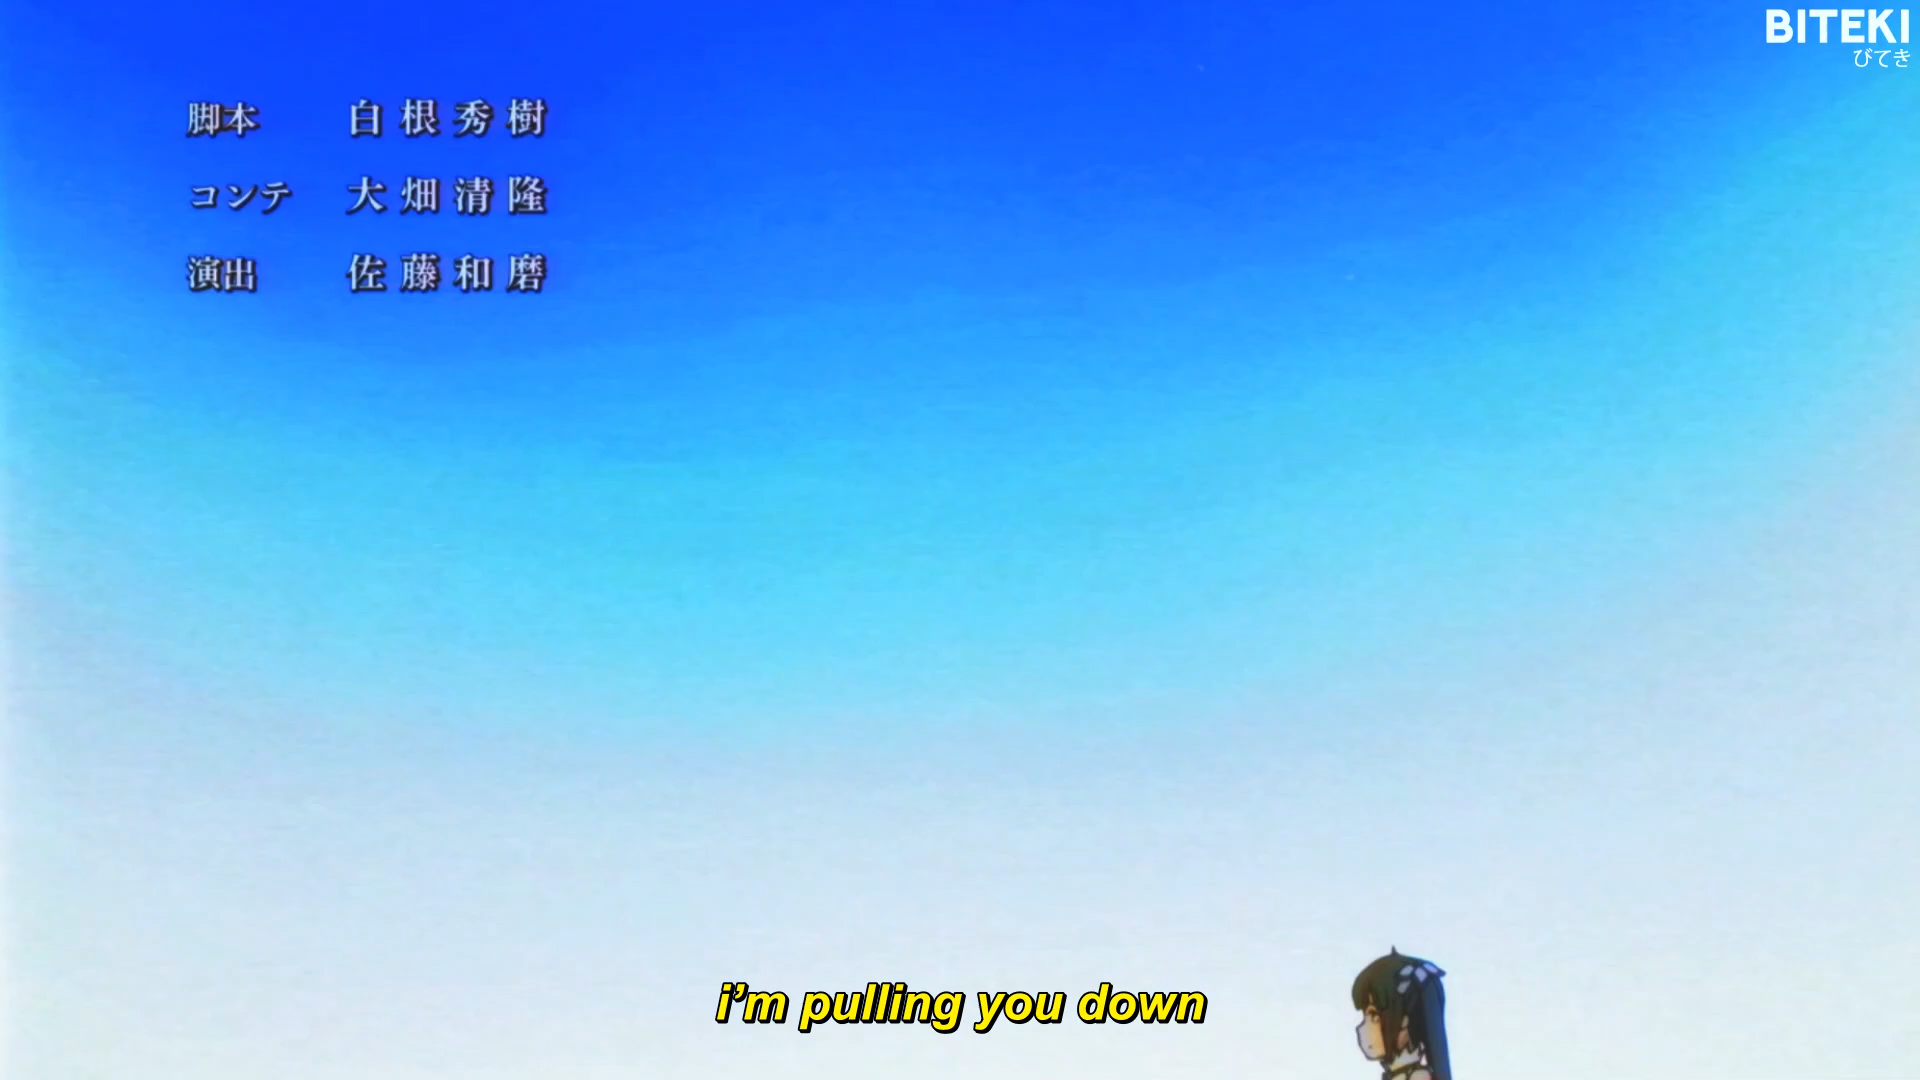 BITEKI
びてき
脚本 白根秀樹
コンテ 大畑清隆
演出 佐藤和磨
i'm pulling you down